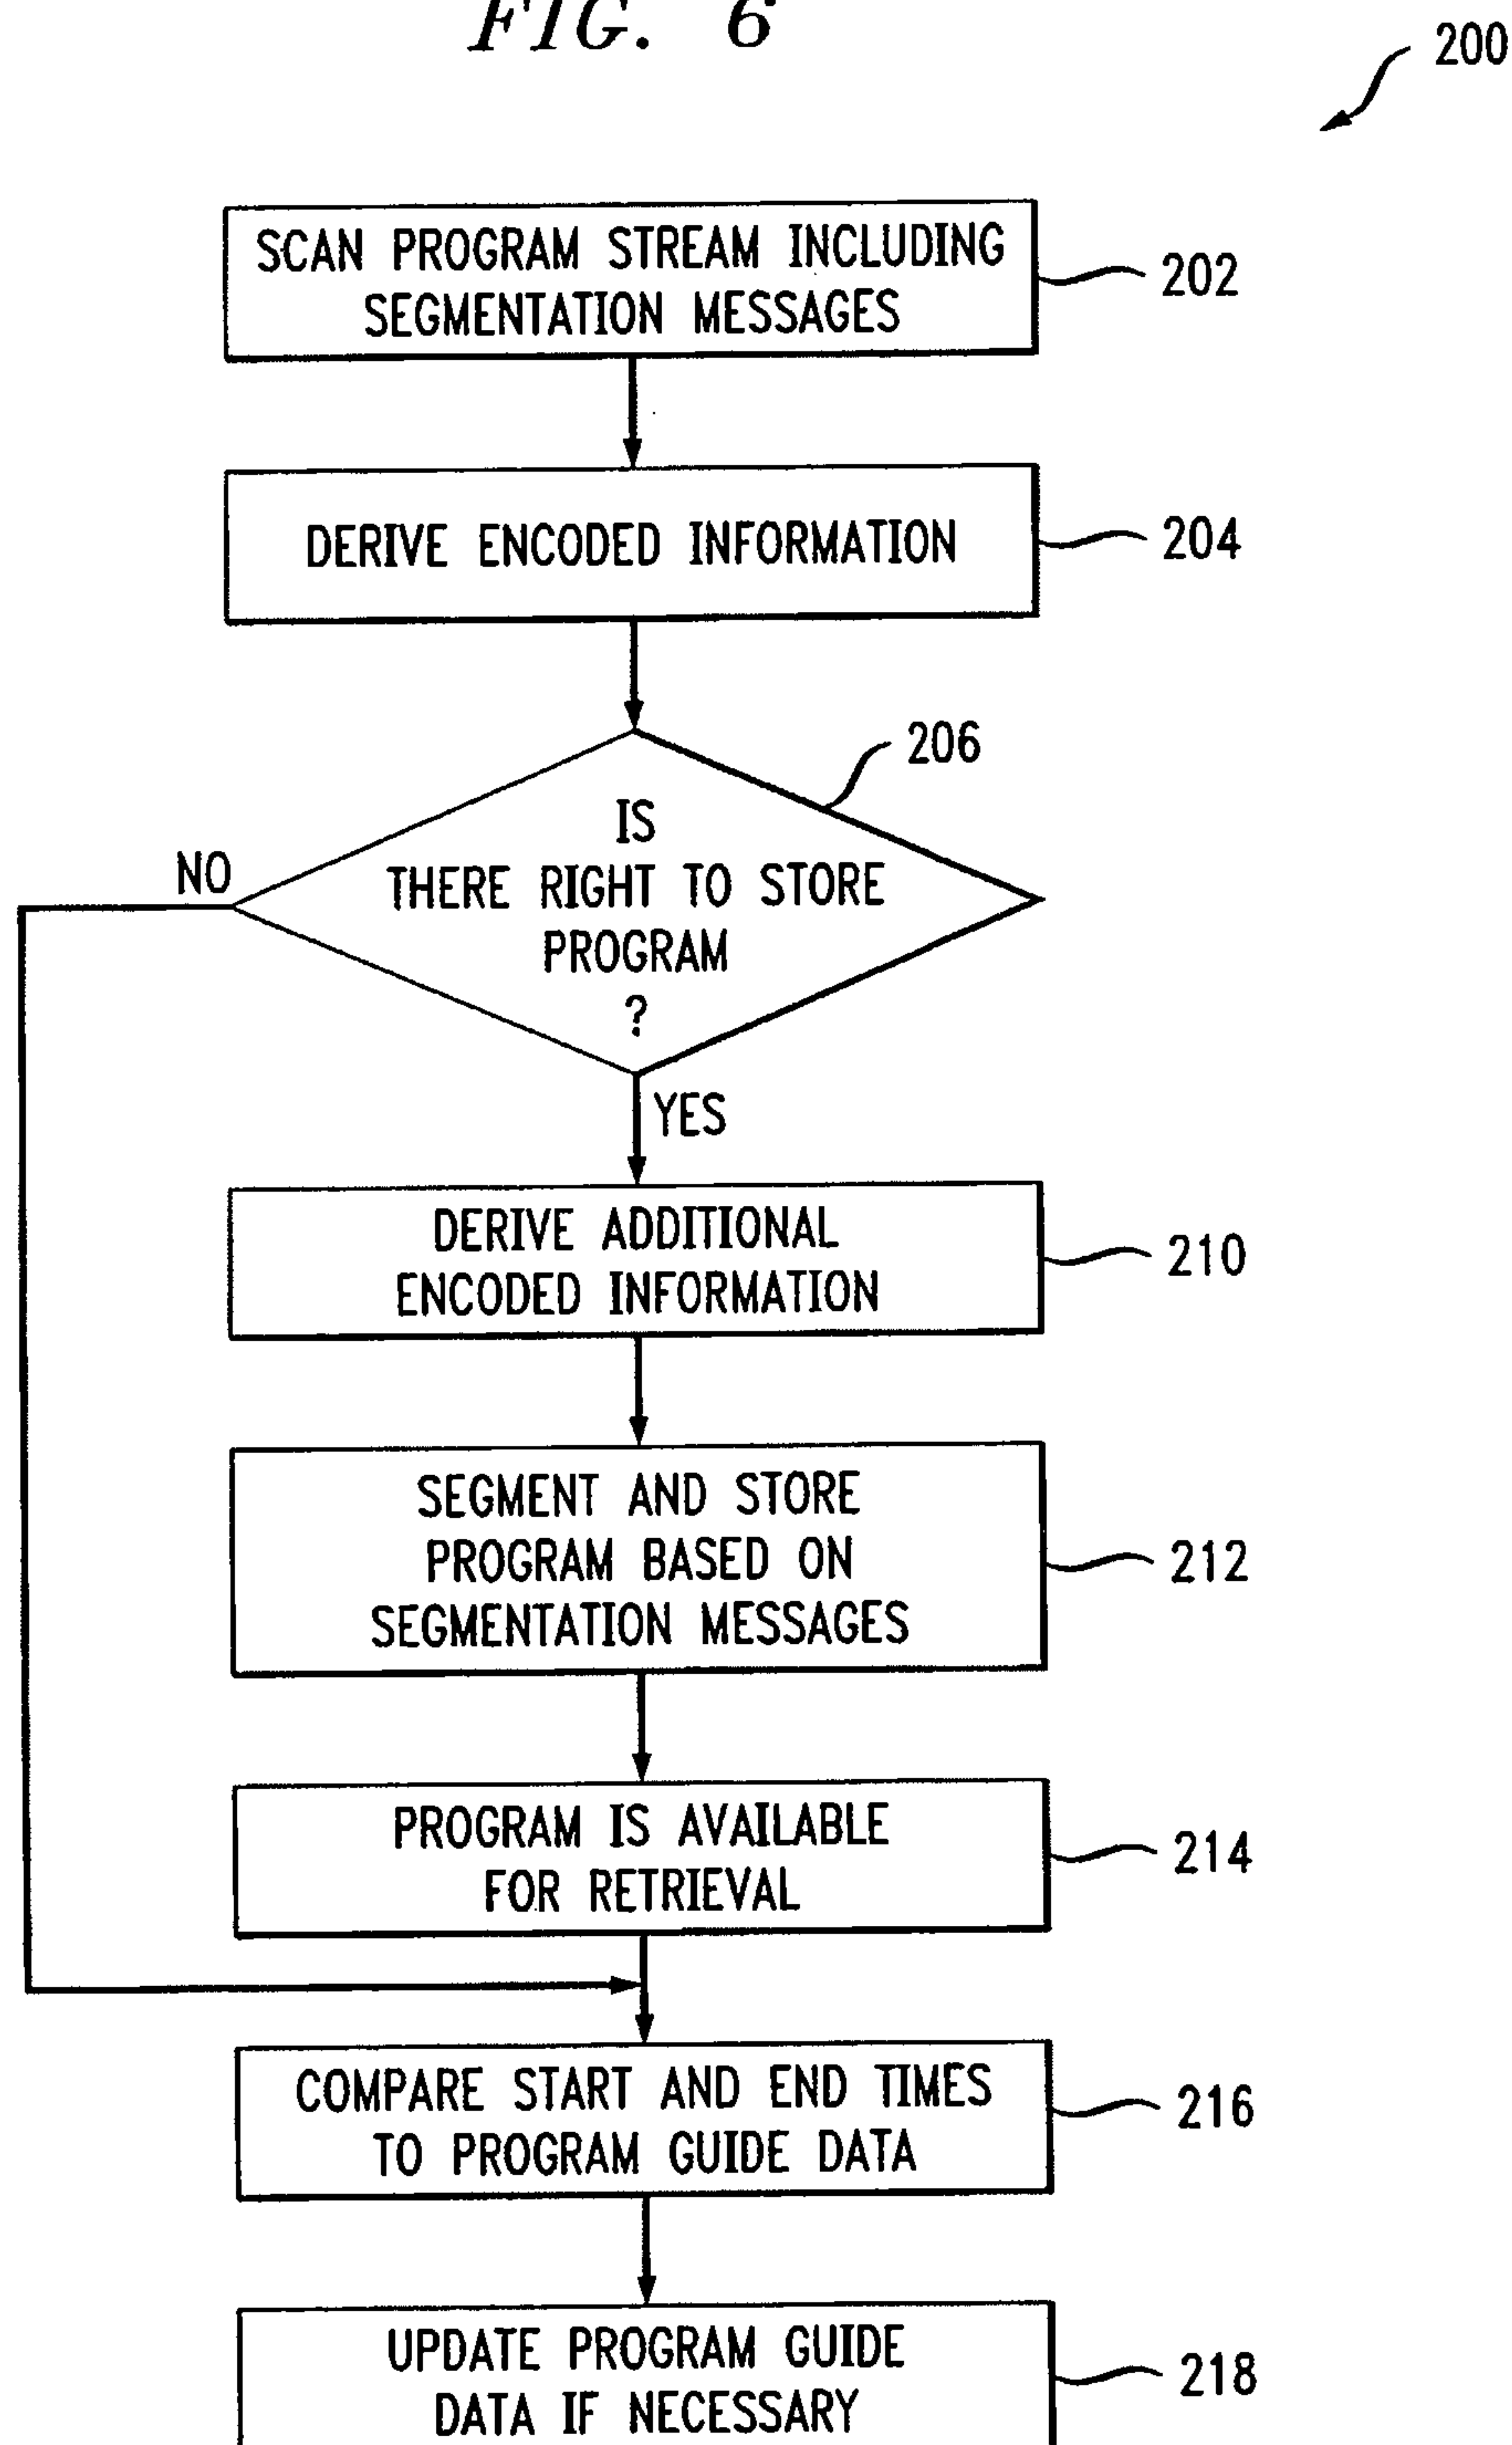 FIG. 6
200
SCAN PROGRAM STREAM INCLUDING
SEGMENTATION MESSAGES
202
DERIVE ENCODED INFORMATION
204
206
IS
THERE RIGHT TO STORE
PROGRAM
?
NO
YES
DERIVE ADDITIONAL
ENCODED INFORMATION
210
SEGMENT AND STORE
PROGRAM BASED ON
SEGMENTATION MESSAGES
212
PROGRAM IS AVAILABLE
FOR RETRIEVAL
214
COMPARE START AND END TIMES
TO PROGRAM GUIDE DATA
216
UPDATE PROGRAM GUIDE
DATA IF NECESSARY
218